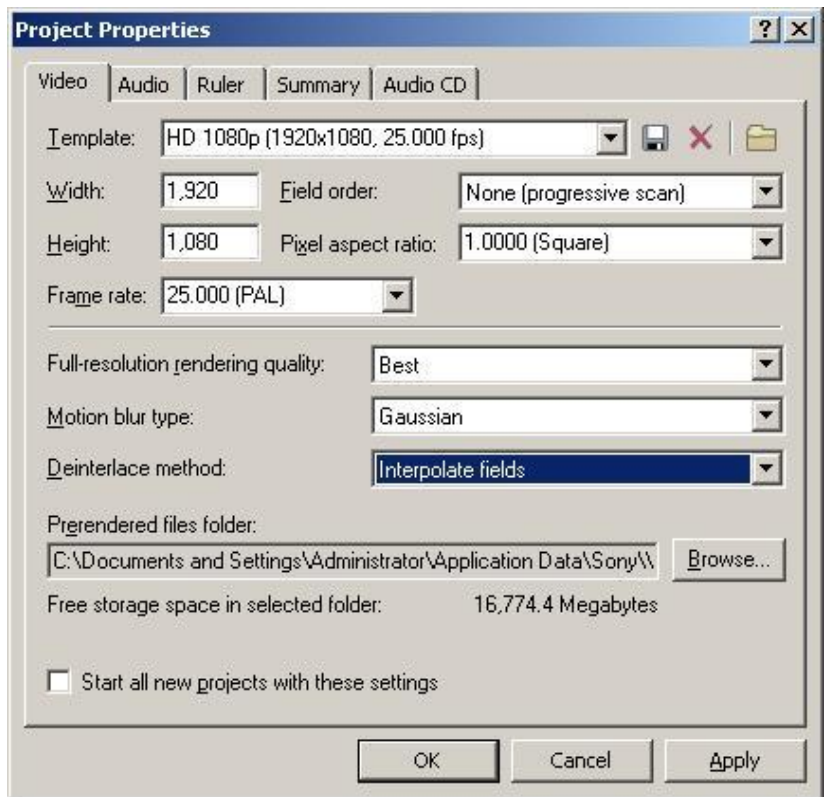 Project Properties
Video Audio Ruler Summary Audio CD
Template: HD 1080p (1920x1080, 25.000 fps)
Width: 1,920 Field order: None (progressive scan)
Height: 1,080 Pixel aspect ratio: 1.0000 (Square)
Frame rate: 25.000 (PAL)
Full-resolution rendering quality: Best
Motion blur type: Gaussian
Deinterlace method: Interpolate fields
Prerendered files folder:
C:\Documents and Settings\Administrator\Application Data\Sony\\ Browse...
Free storage space in selected folder: 16,774.4 Megabytes
Start all new projects with these settings
OK Cancel Apply